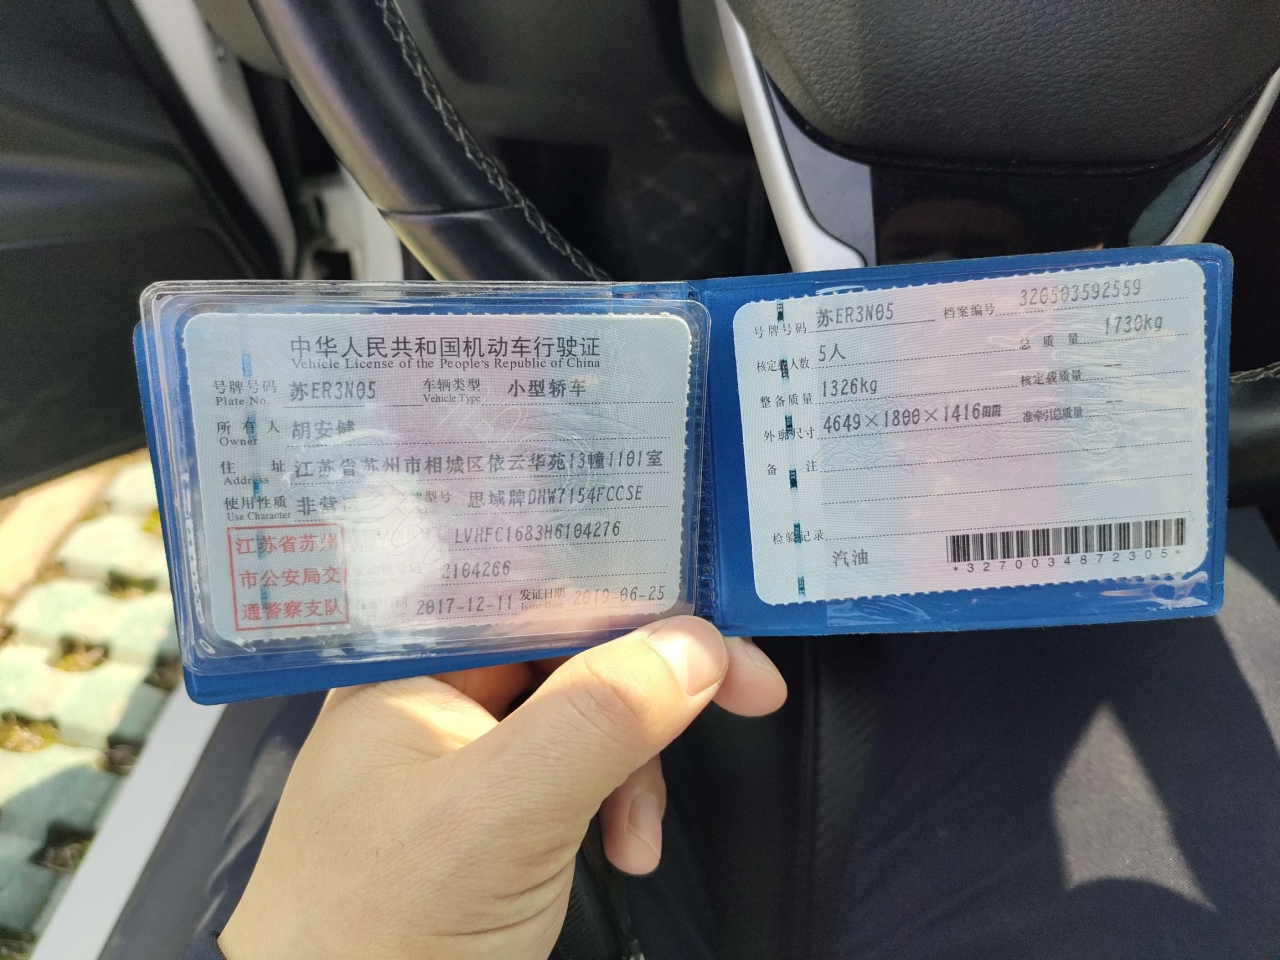 中华人民共和国机动车行驶证
Vehicle License of the People's Republic of China
号牌号码 苏ER3N05 车辆类型 小型轿车
Plate No. Vehicle Type
所有人 胡安健
Owner
住址 江苏省苏州市相城区依云华苑13幢1101室
Address
使用性质 非营 型号 思域牌DHW7154FCCSE
Use Character
江苏省苏州
市公安局交
通警察支队
LVHFC1683H6104276
2104266
2017-12-11 发证日期 2019-06-25
Issue Date
号牌号码 苏ER3N05 档案编号 320503592559
核定载人数 5人 总质量 1730kg
整备质量 1326kg 核定载质量 —
外廓尺寸 4649×1800×1416mm 准牵引总质量 —
备注
检验记录
汽油
*3270034872305*